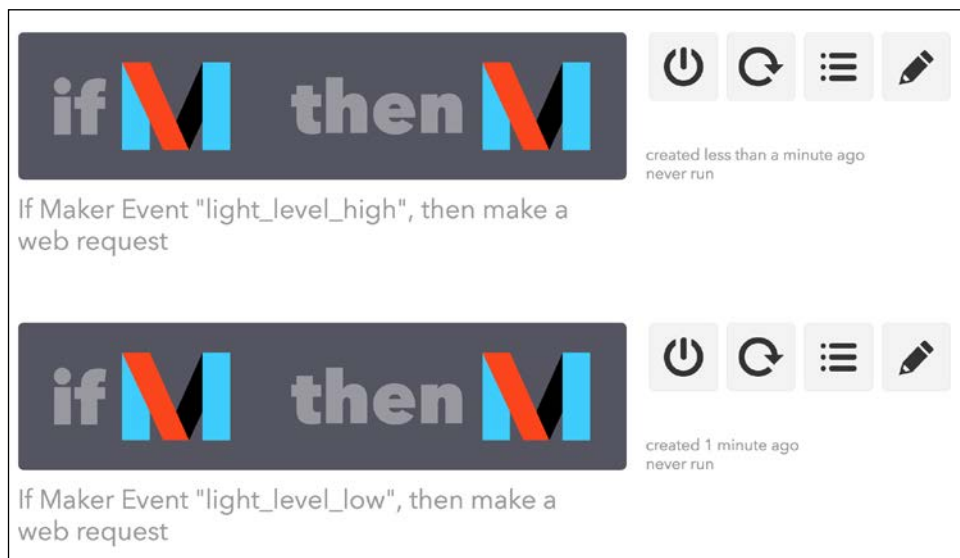 if then
created less than a minute ago
never run
If Maker Event "light_level_high", then make a
web request
if then
created 1 minute ago
never run
If Maker Event "light_level_low", then make a
web request